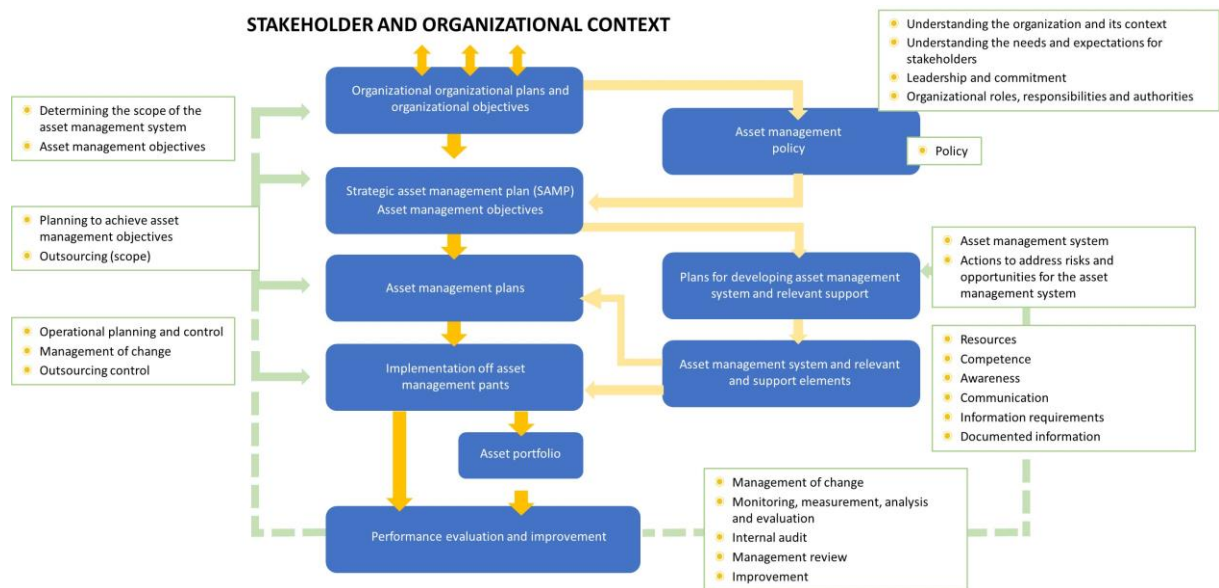 STAKEHOLDER AND ORGANIZATIONAL CONTEXT
Understanding the organization and its context
Understanding the needs and expectations for
stakeholders
Leadership and commitment
Organizational roles, responsibilities and authorities
Organizational organizational plans and
organizational objectives
Determining the scope of the
asset management system
Asset management objectives
Asset management
policy
Policy
Strategic asset management plan (SAMP)
Asset management objectives
Planning to achieve asset
management objectives
Outsourcing (scope)
Asset management system
Actions to address risks and
opportunities for the asset
management system
Asset management plans
Plans for developing asset management
system and relevant support
Operational planning and control
Management of change
Outsourcing control
Implementation off asset
management pants
Asset management system and relevant
and support elements
Resources
Competence
Awareness
Communication
Information requirements
Documented information
Asset portfolio
Performance evaluation and improvement
Management of change
Monitoring, measurement, analysis
and evaluation
Internal audit
Management review
Improvement